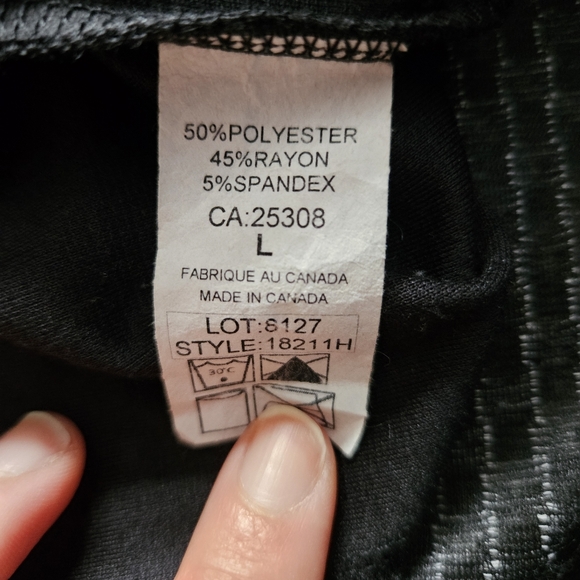 50%POLYESTER
45%RAYON
5%SPANDEX
CA:25308
L
FABRIQUE AU CANADA
MADE IN CANADA
LOT:8127
STYLE:18211H
30°C